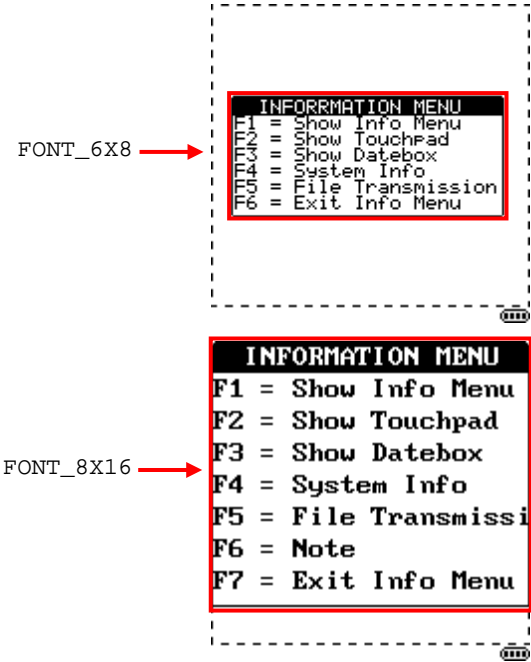 FONT_6X8
INFORRMATION MENU
F1 = Show Info Menu
F2 = Show Touchpad
F3 = Show Datebox
F4 = System Info
F5 = File Transmission
F6 = Exit Info Menu
FONT_8X16
INFORMATION MENU
F1 = Show Info Menu
F2 = Show Touchpad
F3 = Show Datebox
F4 = System Info
F5 = File Transmissi
F6 = Note
F7 = Exit Info Menu